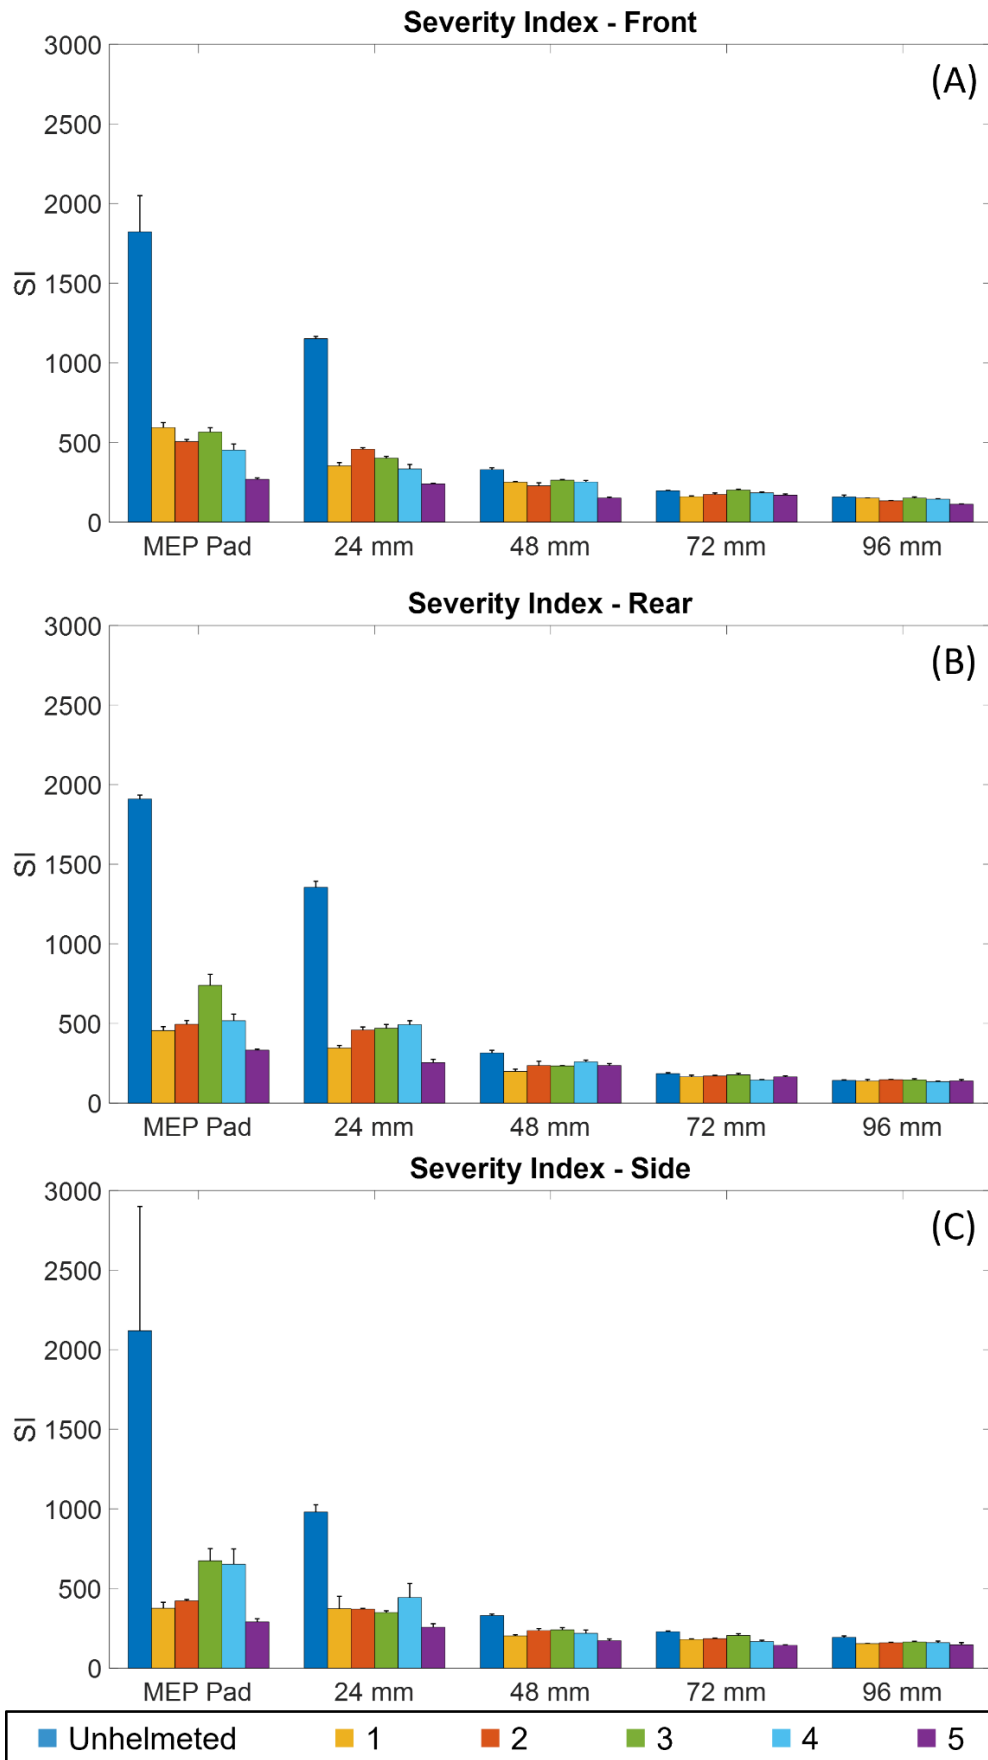 Severity Index - Front
(A)
3000
2500
2000
1500
1000
500
0
SI
MEP Pad 24 mm 48 mm 72 mm 96 mm
Severity Index - Rear
(B)
3000
2500
2000
1500
1000
500
0
SI
MEP Pad 24 mm 48 mm 72 mm 96 mm
Severity Index - Side
(C)
3000
2500
2000
1500
1000
500
0
SI
MEP Pad 24 mm 48 mm 72 mm 96 mm
Unhelmeted 1 2 3 4 5